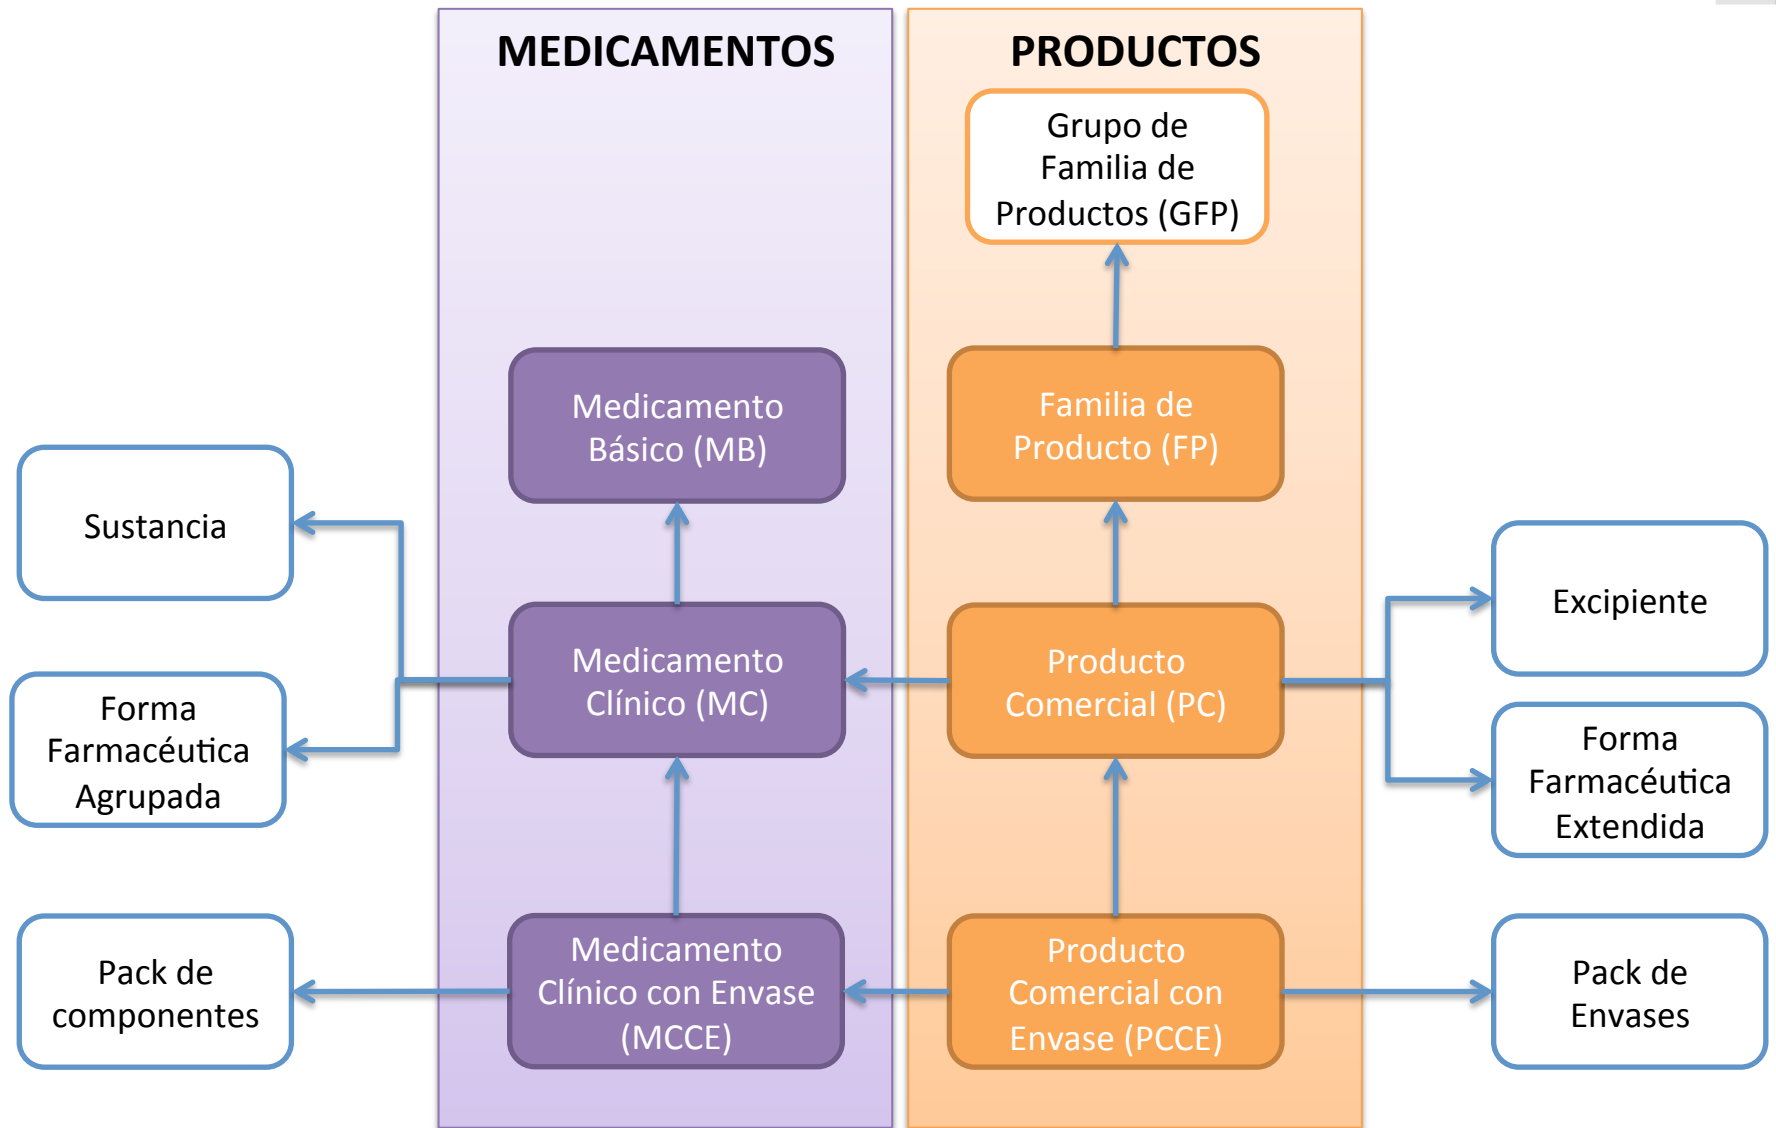 MEDICAMENTOS
PRODUCTOS
Grupo de
Familia de
Productos (GFP)
Medicamento
Básico (MB)
Familia de
Producto (FP)
Sustancia
Excipiente
Medicamento
Clínico (MC)
Producto
Comercial (PC)
Forma
Farmacéutica
Agrupada
Forma
Farmacéutica
Extendida
Pack de
componentes
Medicamento
Clínico con Envase
(MCCE)
Producto
Comercial con
Envase (PCCE)
Pack de
Envases